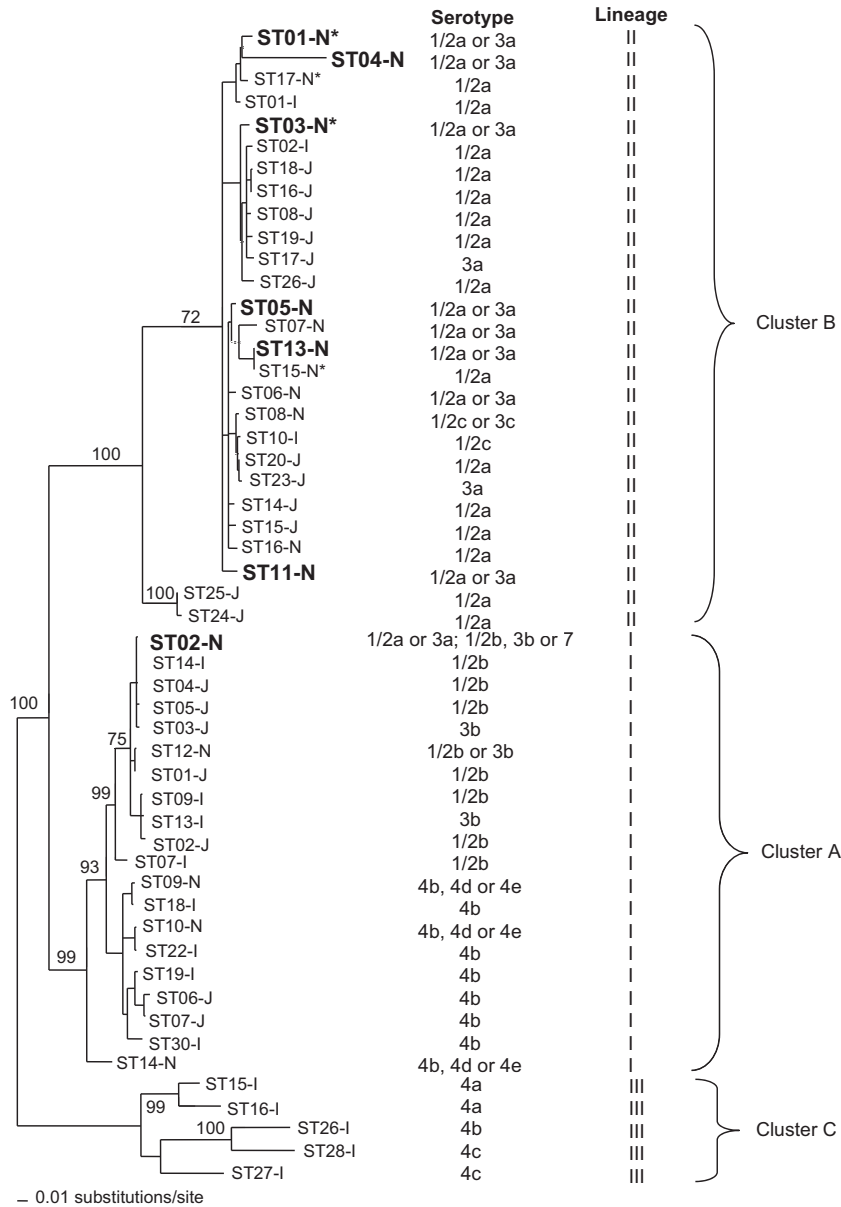 Serotype Lineage
ST01-N* 1/2a or 3a II
ST04-N 1/2a or 3a II
ST17-N* 1/2a II
ST01-I 1/2a II
ST03-N* 1/2a or 3a II
ST02-I 1/2a II
ST18-J 1/2a II
ST16-J 1/2a II
ST08-J 1/2a II
ST19-J 1/2a II
ST17-J 3a II
ST26-J 1/2a II
ST05-N 1/2a or 3a II
72 ST07-N 1/2a or 3a II Cluster B
ST13-N 1/2a or 3a II
ST15-N* 1/2a II
ST06-N 1/2a or 3a II
ST08-N 1/2c or 3c II
ST10-I 1/2c II
100 ST20-J 1/2a II
ST23-J 3a II
ST14-J 1/2a II
ST15-J 1/2a II
ST16-N 1/2a II
ST11-N 1/2a or 3a II
100 ST25-J 1/2a II
ST24-J 1/2a II
ST02-N 1/2a or 3a; 1/2b, 3b or 7 I
ST14-I 1/2b I
ST04-J 1/2b I
100 ST05-J 1/2b I
ST03-J 3b I
75 ST12-N 1/2b or 3b I
ST01-J 1/2b I
99 ST09-I 1/2b I
ST13-I 3b I
ST02-J 1/2b I Cluster A
93 ST07-I 1/2b I
ST09-N 4b, 4d or 4e I
ST18-I 4b I
ST10-N 4b, 4d or 4e I
99 ST22-I 4b I
ST19-I 4b I
ST06-J 4b I
ST07-J 4b I
ST30-I 4b I
ST14-N 4b, 4d or 4e I
ST15-I 4a III
99 ST16-I 4a III
100 ST26-I 4b III Cluster C
ST28-I 4c III
ST27-I 4c III
0.01 substitutions/site